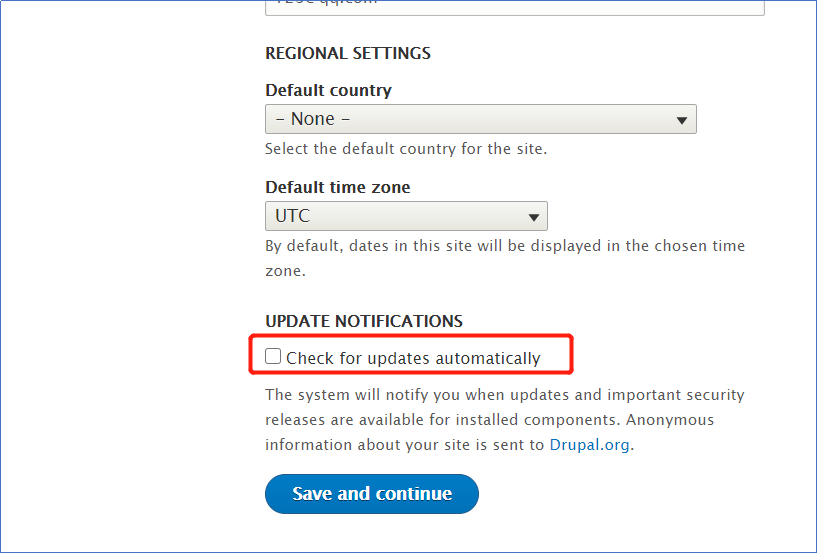 REGIONAL SETTINGS
Default country
- None -
Select the default country for the site.
Default time zone
UTC
By default, dates in this site will be displayed in the chosen time
zone.
UPDATE NOTIFICATIONS
Check for updates automatically
The system will notify you when updates and important security
releases are available for installed components. Anonymous
information about your site is sent to Drupal.org.
Save and continue